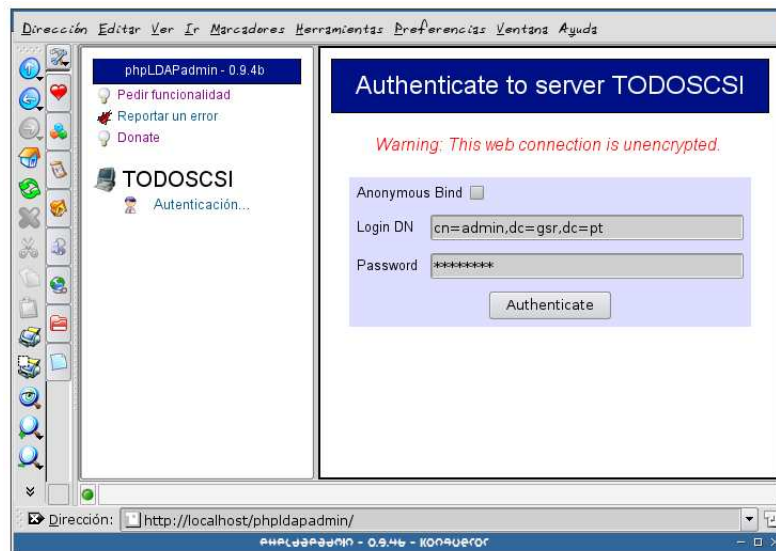 Dirección Editar Ver Ir Marcadores Herramientas Preferencias Ventana Ayuda
phpLDAPadmin - 0.9.4b
Pedir funcionalidad
Reportar un error
Donate
TODOSCSI
Autenticación...
Authenticate to server TODOSCSI
Warning: This web connection is unencrypted.
Anonymous Bind
Login DN cn=admin,dc=gsr,dc=pt
Password ********
Authenticate
Dirección: http://localhost/phpldapadmin/
phpLDAPadmin - 0.9.4b - Konqueror